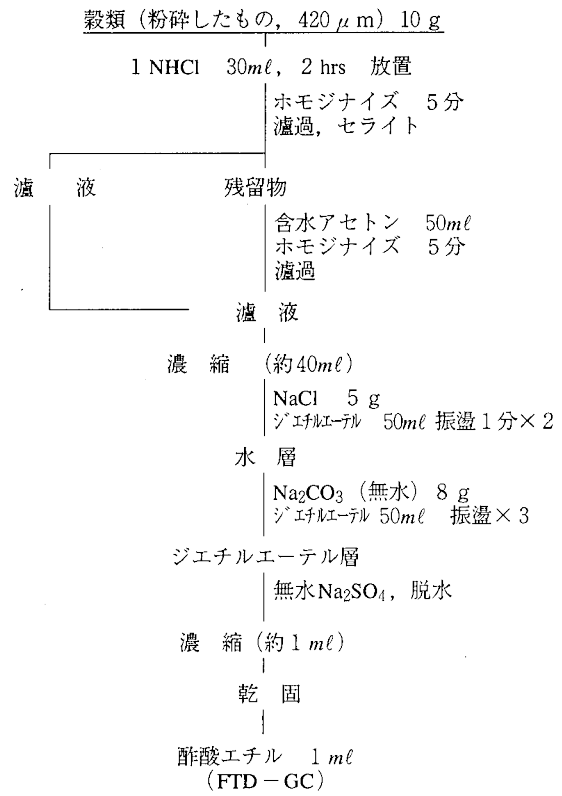 穀類（粉砕したもの，420μm）10 g
1 NHCl 30mℓ，2 hrs 放置
ホモジナイズ 5分
濾過，セライト
濾 液 残留物
含水アセトン 50mℓ
ホモジナイズ 5分
濾過
濾 液
濃 縮 （約40mℓ）
NaCl 5 g
ｼﾞｴﾁﾙｴｰﾃﾙ 50mℓ 振盪1分×2
水 層
Na₂CO₃（無水）8 g
ｼﾞｴﾁﾙｴｰﾃﾙ 50mℓ 振盪×3
ジエチルエーテル層
無水Na₂SO₄，脱水
濃 縮（約1 mℓ）
乾 固
酢酸エチル 1 mℓ
(FTD－GC)